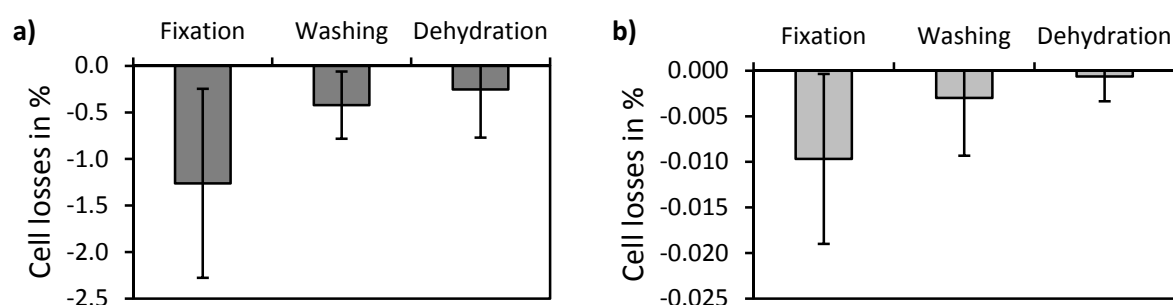 a)
Fixation Washing Dehydration
0.0
-0.5
-1.0
-1.5
-2.0
-2.5
Cell losses in %
b)
Fixation Washing Dehydration
0.000
-0.005
-0.010
-0.015
-0.020
-0.025
Cell losses in %